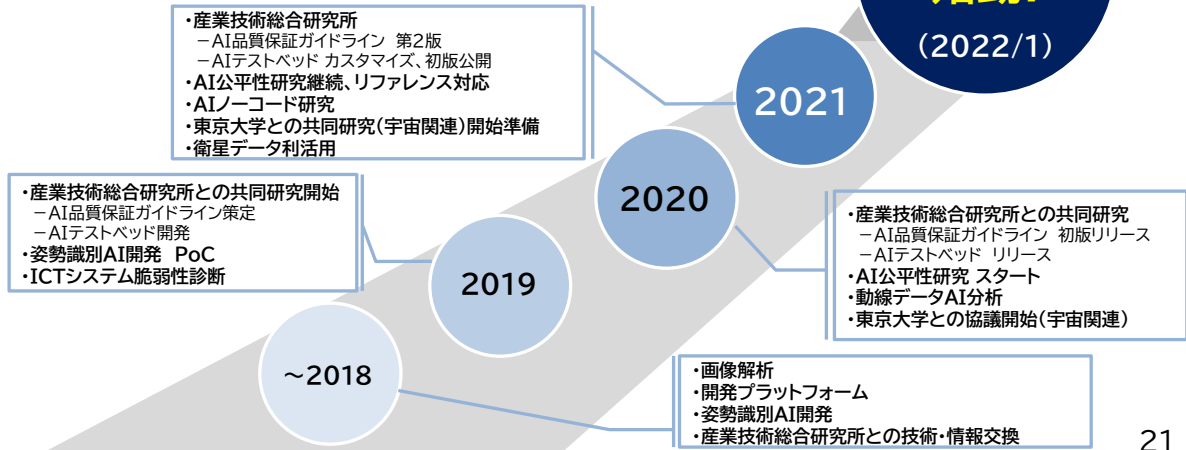 (2022/1)
2021
・産業技術総合研究所
－AI品質保証ガイドライン 第2版
－AIテストベッド カスタマイズ、初版公開
・AI公平性研究継続、リファレンス対応
・AIノーコード研究
・東京大学との共同研究(宇宙関連)開始準備
・衛星データ利活用
2020
・産業技術総合研究所との共同研究
－AI品質保証ガイドライン 初版リリース
－AIテストベッド リリース
・AI公平性研究 スタート
・動線データAI分析
・東京大学との協議開始(宇宙関連)
2019
・産業技術総合研究所との共同研究開始
－AI品質保証ガイドライン策定
－AIテストベッド開発
・姿勢識別AI開発 PoC
・ICTシステム脆弱性診断
～2018
・画像解析
・開発プラットフォーム
・姿勢識別AI開発
・産業技術総合研究所との技術・情報交換
21